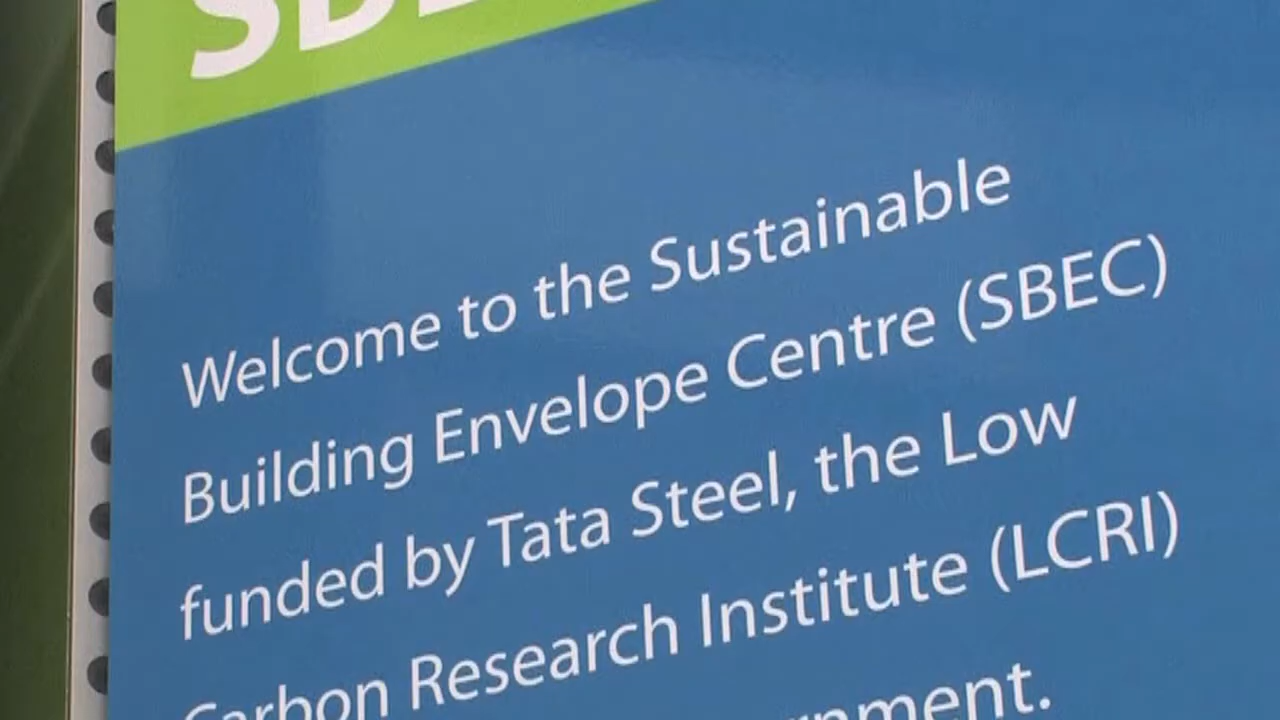 Welcome to the Sustainable
Building Envelope Centre (SBEC)
funded by Tata Steel, the Low
Carbon Research Institute (LCRI)